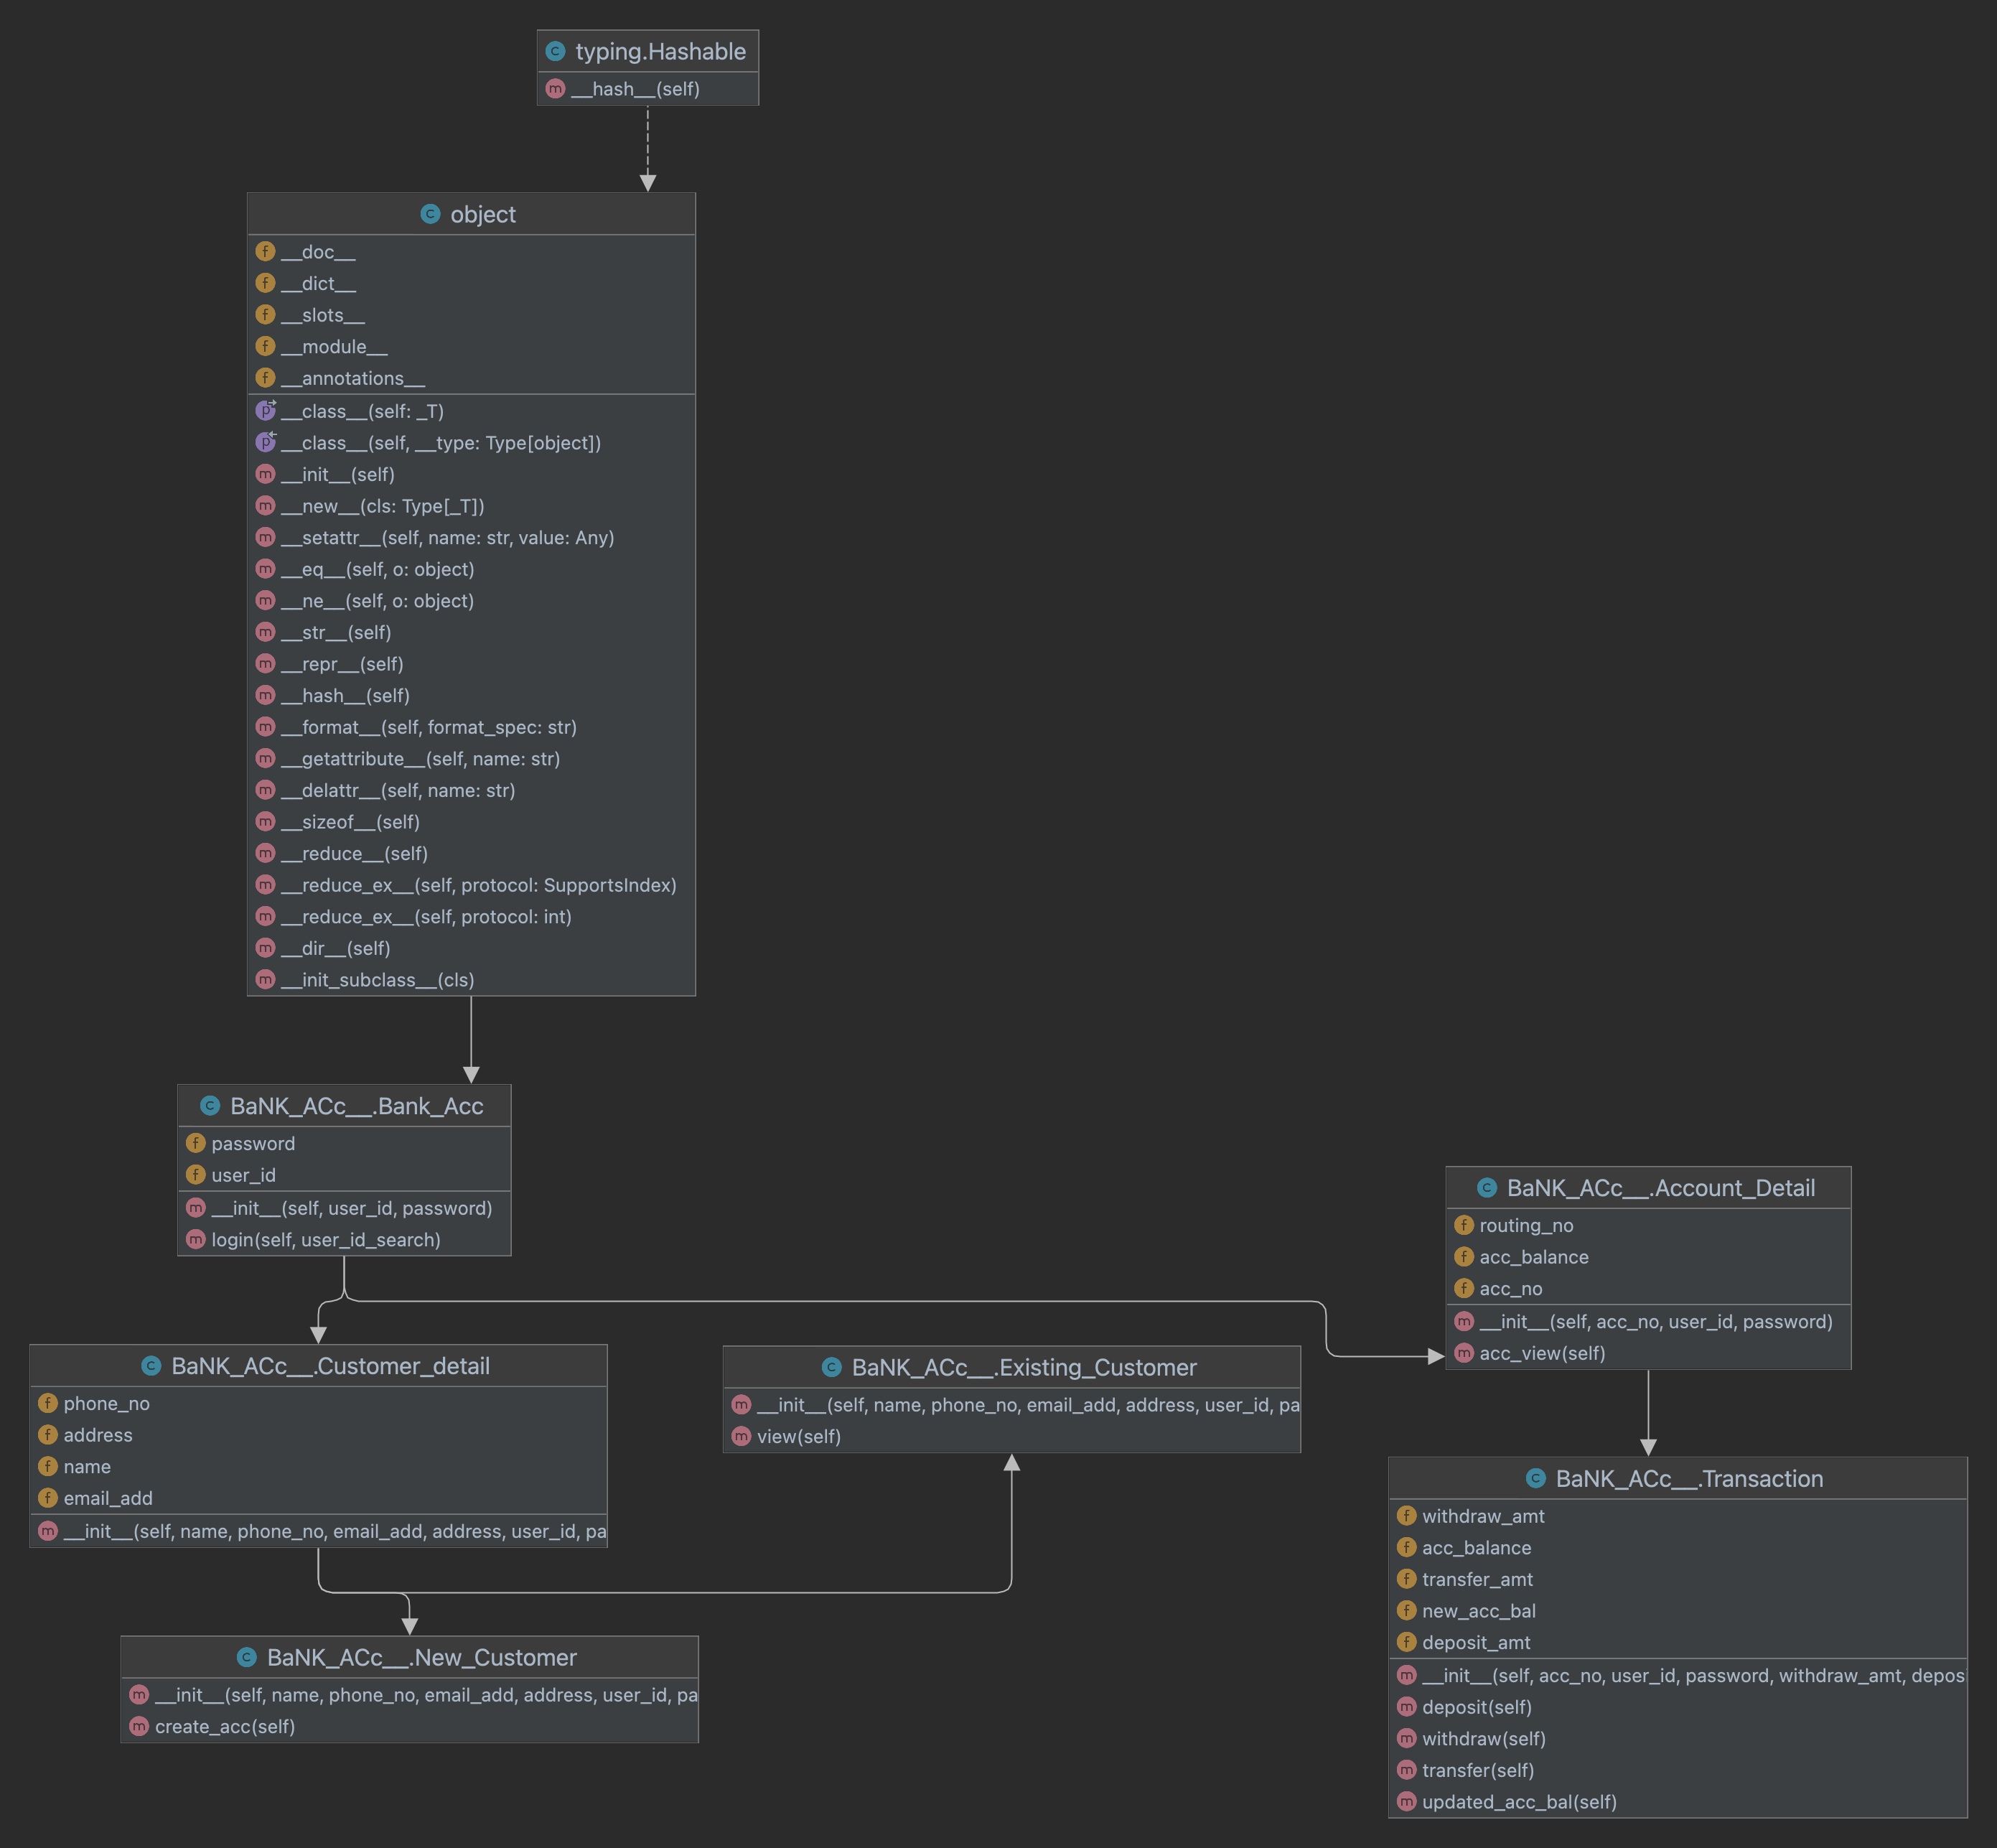 typing.Hashable
__hash__(self)
object
__doc__
__dict__
__slots__
__module__
__annotations__
__class__(self: _T)
__class__(self, __type: Type[object])
__init__(self)
__new__(cls: Type[_T])
__setattr__(self, name: str, value: Any)
__eq__(self, o: object)
__ne__(self, o: object)
__str__(self)
__repr__(self)
__hash__(self)
__format__(self, format_spec: str)
__getattribute__(self, name: str)
__delattr__(self, name: str)
__sizeof__(self)
__reduce__(self)
__reduce_ex__(self, protocol: SupportsIndex)
__reduce_ex__(self, protocol: int)
__dir__(self)
__init_subclass__(cls)
BaNK_ACc__.Bank_Acc
password
user_id
__init__(self, user_id, password)
login(self, user_id_search)
BaNK_ACc__.Account_Detail
routing_no
acc_balance
acc_no
__init__(self, acc_no, user_id, password)
acc_view(self)
BaNK_ACc__.Customer_detail
phone_no
address
name
email_add
__init__(self, name, phone_no, email_add, address, user_id, pa
BaNK_ACc__.Existing_Customer
__init__(self, name, phone_no, email_add, address, user_id, pa
view(self)
BaNK_ACc__.Transaction
withdraw_amt
acc_balance
transfer_amt
new_acc_bal
deposit_amt
__init__(self, acc_no, user_id, password, withdraw_amt, depos
deposit(self)
withdraw(self)
transfer(self)
updated_acc_bal(self)
BaNK_ACc__.New_Customer
__init__(self, name, phone_no, email_add, address, user_id, pa
create_acc(self)